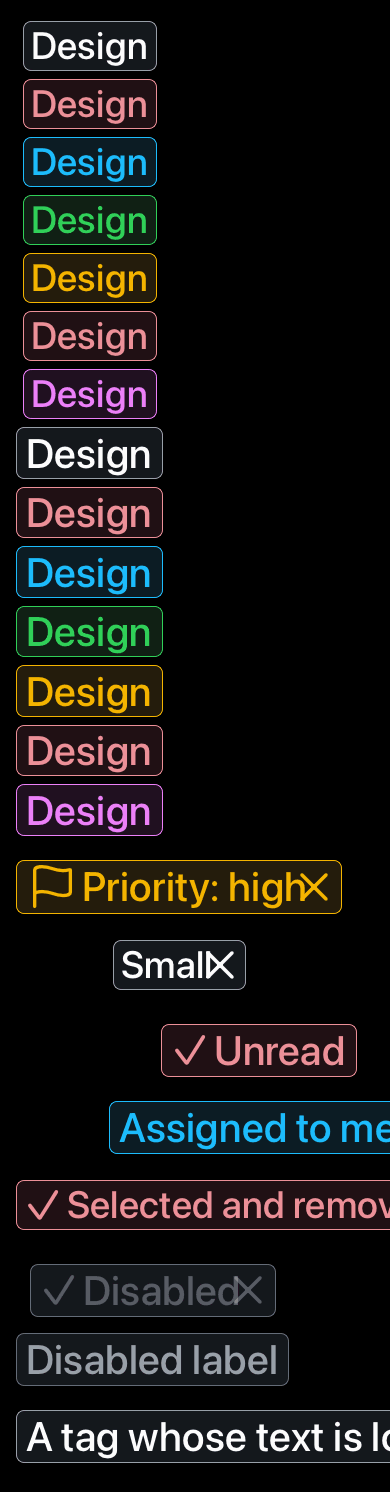 Design
Design
Design
Design
Design
Design
Design
Design
Design
Design
Design
Design
Design
Design
Priority: high
Small
Unread
Assigned to me
Selected and remov
Disabled
Disabled label
A tag whose text is lo